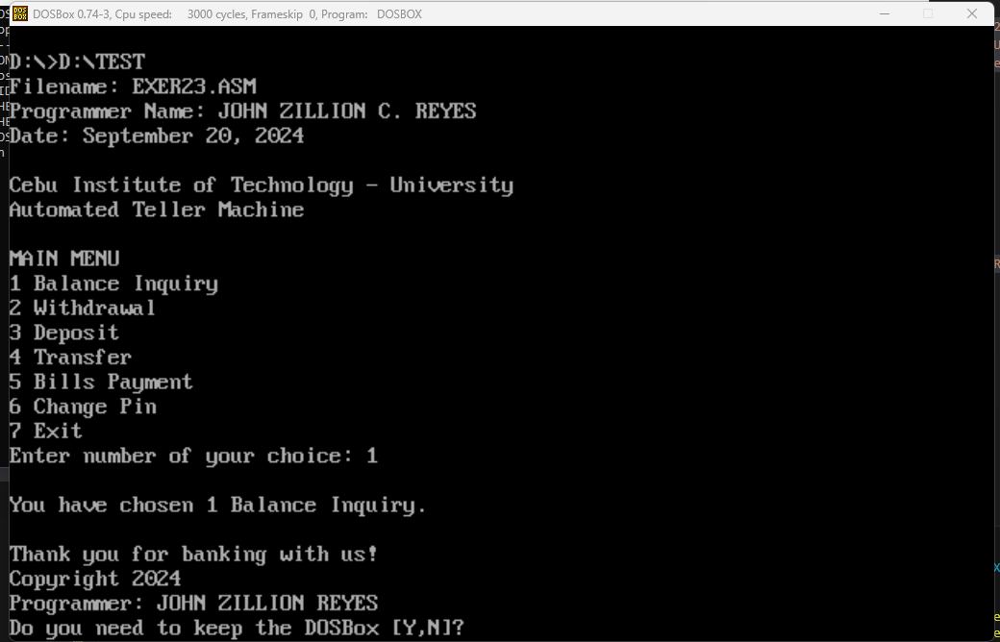 DOSBox 0.74-3, Cpu speed: 3000 cycles, Frameskip 0, Program: DOSBOX
D:\>D:\TEST
Filename: EXER23.ASM
Programmer Name: JOHN ZILLION C. REYES
Date: September 20, 2024
Cebu Institute of Technology - University
Automated Teller Machine
MAIN MENU
1 Balance Inquiry
2 Withdrawal
3 Deposit
4 Transfer
5 Bills Payment
6 Change Pin
7 Exit
Enter number of your choice: 1
You have chosen 1 Balance Inquiry.
Thank you for banking with us!
Copyright 2024
Programmer: JOHN ZILLION REYES
Do you need to keep the DOSBox [Y,N]?